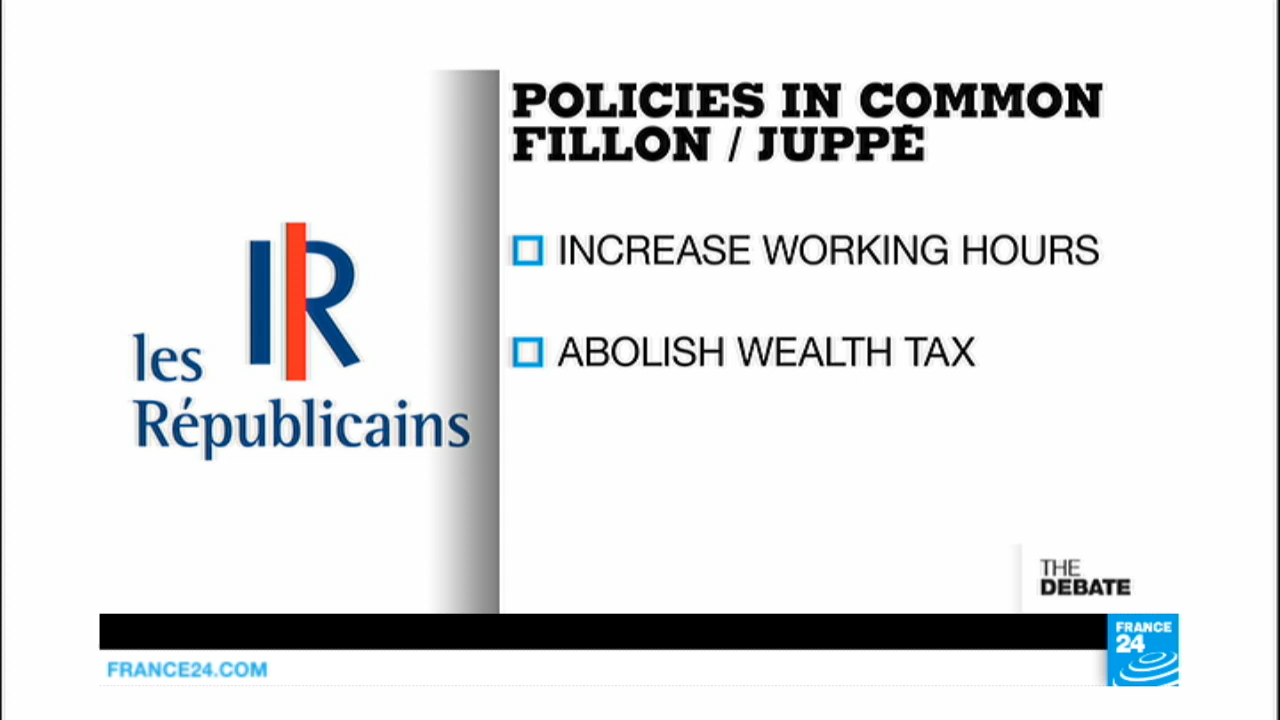 POLICIES IN COMMON
FILLON / JUPPÉ
INCREASE WORKING HOURS
ABOLISH WEALTH TAX
lR
les
Républicains
THE
DEBATE
FRANCE
24
FRANCE24.COM